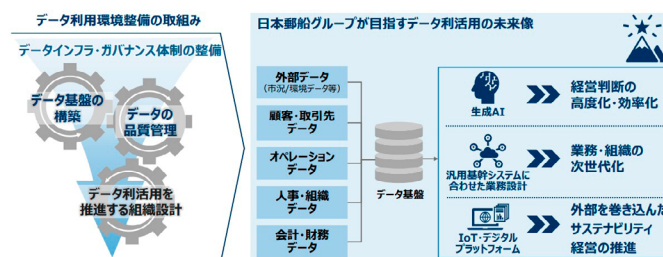 データ利用環境整備の取組み
データインフラ・ガバナンス体制の整備
データ基盤の
構築
データの
品質管理
データ利活用を
推進する組織設計
日本郵船グループが目指すデータ利活用の未来像
外部データ
(市況/環境データ等)
顧客・取引先
データ
オペレーション
データ
人事・組織
データ
会計・財務
データ
データ基盤
生成AI
経営判断の
高度化・効率化
汎用基幹システムに
合わせた業務設計
業務・組織の
次世代化
IoT・デジタル
プラットフォーム
外部を巻き込んだ
サステナビリティ
経営の推進